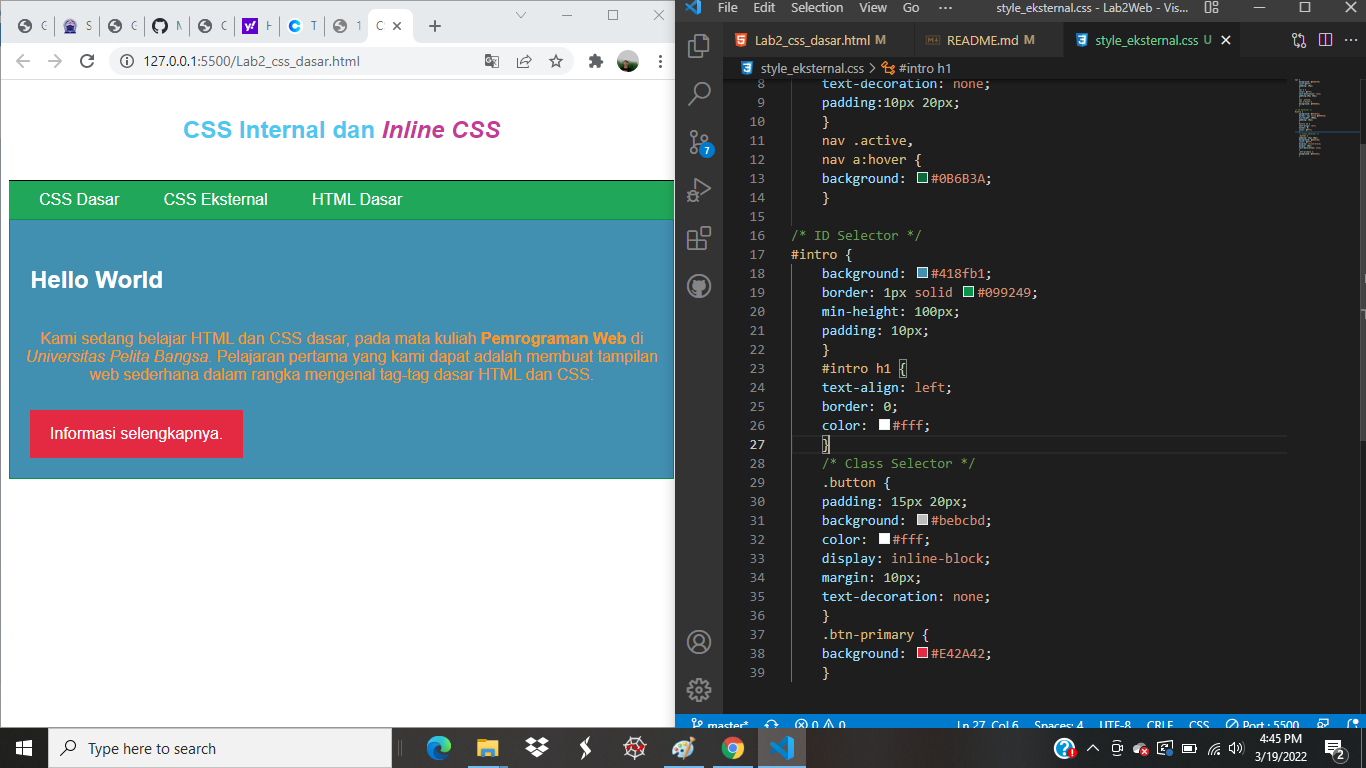 C
S
C
M
C
H
T
1
C
127.0.0.1:5500/Lab2_css_dasar.html
CSS Internal dan Inline CSS
CSS Dasar CSS Eksternal HTML Dasar
Hello World
Kami sedang belajar HTML dan CSS dasar, pada mata kuliah Pemrograman Web di
Universitas Pelita Bangsa. Pelajaran pertama yang kami dapat adalah membuat tampilan
web sederhana dalam rangka mengenal tag-tag dasar HTML dan CSS.
Informasi selengkapnya.
File Edit Selection View Go ··· style_eksternal.css - Lab2Web - Vis...
Lab2_css_dasar.html M README.md M style_eksternal.css U
style_eksternal.css > #intro h1
7
8 text-decoration: none;
9 padding:10px 20px;
10 }
11 nav .active,
12 nav a:hover {
13 background: #0B6B3A;
14 }
15
16 /* ID Selector */
17 #intro {
18 background: #418fb1;
19 border: 1px solid #099249;
20 min-height: 100px;
21 padding: 10px;
22 }
23 #intro h1 {
24 text-align: left;
25 border: 0;
26 color: #fff;
27 }
28 /* Class Selector */
29 .button {
30 padding: 15px 20px;
31 background: #bebcbd;
32 color: #fff;
33 display: inline-block;
34 margin: 10px;
35 text-decoration: none;
36 }
37 .btn-primary {
38 background: #E42A42;
39 }
master* 0 0 Ln 27, Col 6 Spaces: 4 UTF-8 CRLF CSS Port : 5500
Type here to search
4:45 PM
3/19/2022
2